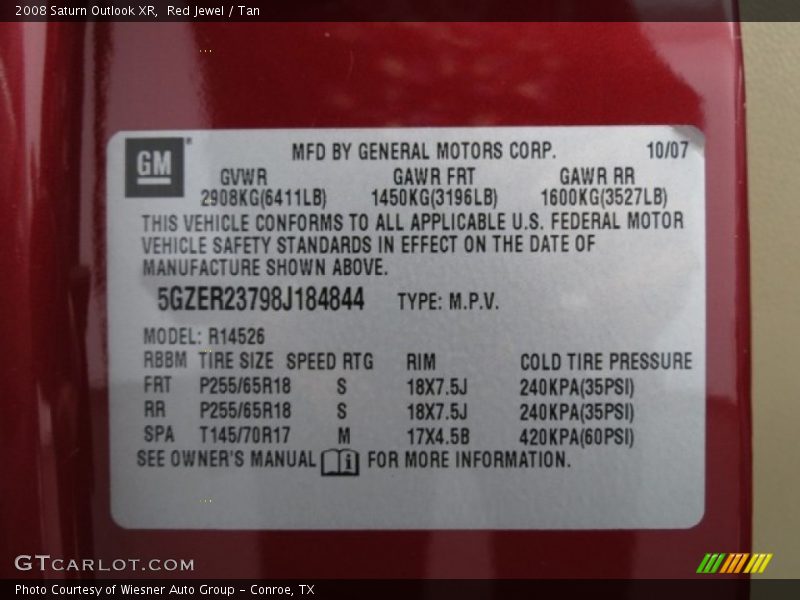 2008 Saturn Outlook XR,  Red Jewel / Tan
GM
MFD BY GENERAL MOTORS CORP. 10/07
GVWR GAWR FRT GAWR RR
2908KG(6411LB) 1450KG(3196LB) 1600KG(3527LB)
THIS VEHICLE CONFORMS TO ALL APPLICABLE U.S. FEDERAL MOTOR
VEHICLE SAFETY STANDARDS IN EFFECT ON THE DATE OF
MANUFACTURE SHOWN ABOVE.
5GZER23798J184844 TYPE: M.P.V.
MODEL: R14526
RBBM TIRE SIZE SPEED RTG RIM COLD TIRE PRESSURE
FRT P255/65R18 S 18X7.5J 240KPA(35PSI)
RR P255/65R18 S 18X7.5J 240KPA(35PSI)
SPA T145/70R17 M 17X4.5B 420KPA(60PSI)
SEE OWNER'S MANUAL i FOR MORE INFORMATION.
GTCARLOT.COM
Photo Courtesy of Wiesner Auto Group - Conroe, TX